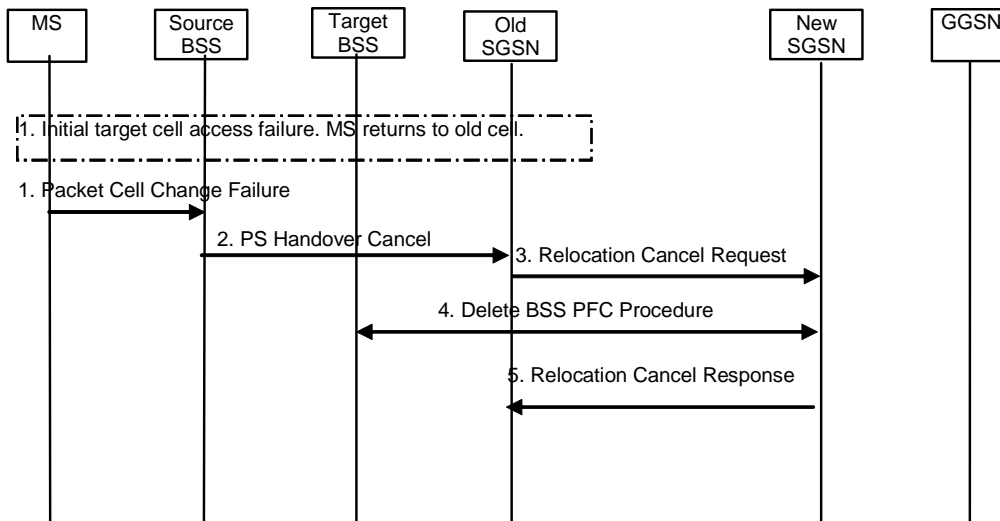 MS
Source
BSS
Target
BSS
Old
SGSN
New
SGSN
GGSN
1. Initial target cell access failure. MS returns to old cell.
1. Packet Cell Change Failure
2. PS Handover Cancel
3. Relocation Cancel Request
4. Delete BSS PFC Procedure
5. Relocation Cancel Response